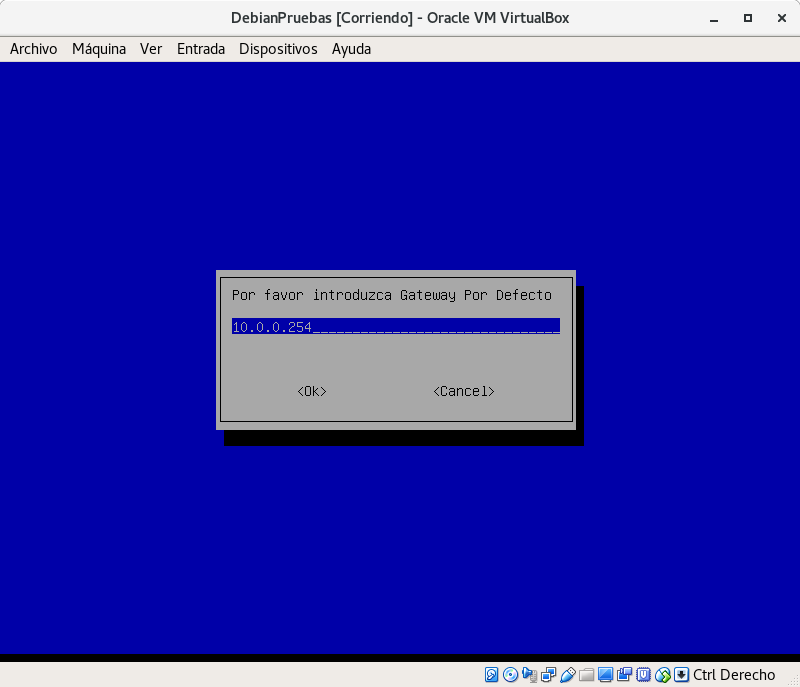 DebianPruebas [Corriendo] - Oracle VM VirtualBox
Archivo Máquina Ver Entrada Dispositivos Ayuda
Por favor introduzca Gateway Por Defecto
10.0.0.254_______________________________
<Ok> <Cancel>
Ctrl Derecho